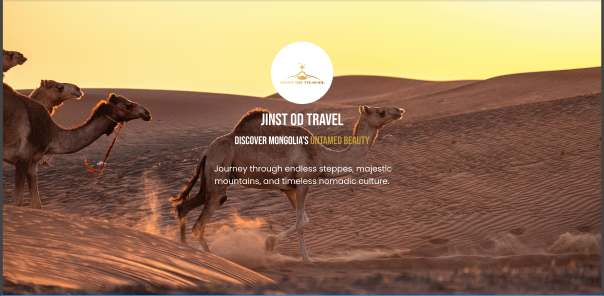 JINST OD TRAVEL
JINST OD TRAVEL
DISCOVER MONGOLIA'S UNTAMED BEAUTY
Journey through endless steppes, majestic
mountains, and timeless nomadic culture.